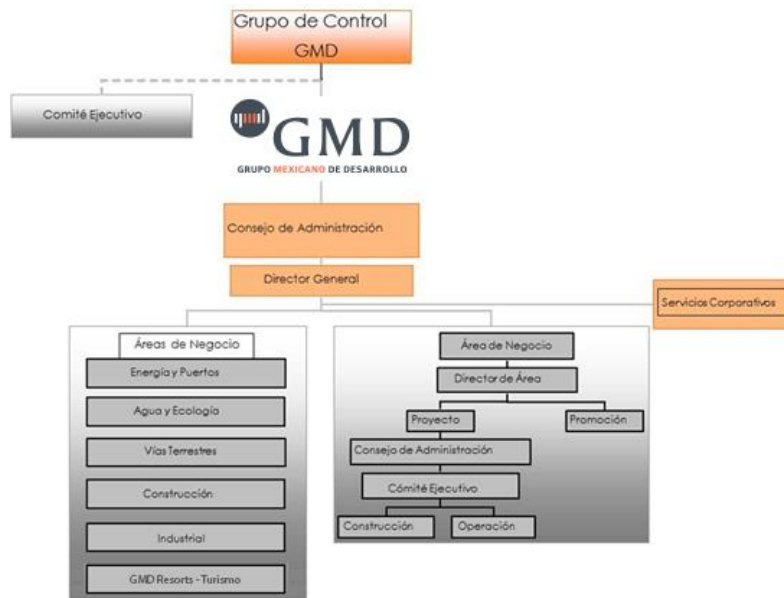 Grupo de Control
GMD
Comité Ejecutivo
GMD
GRUPO MEXICANO DE DESARROLLO
Consejo de Administración
Director General
Servicios Corporativos
Áreas de Negocio
Energía y Puertos
Agua y Ecología
Vías Terrestres
Construcción
Industrial
GMD Resorts - Turismo
Área de Negocio
Director de Área
Proyecto
Promoción
Consejo de Administración
Cómité Ejecutivo
Construcción
Operación